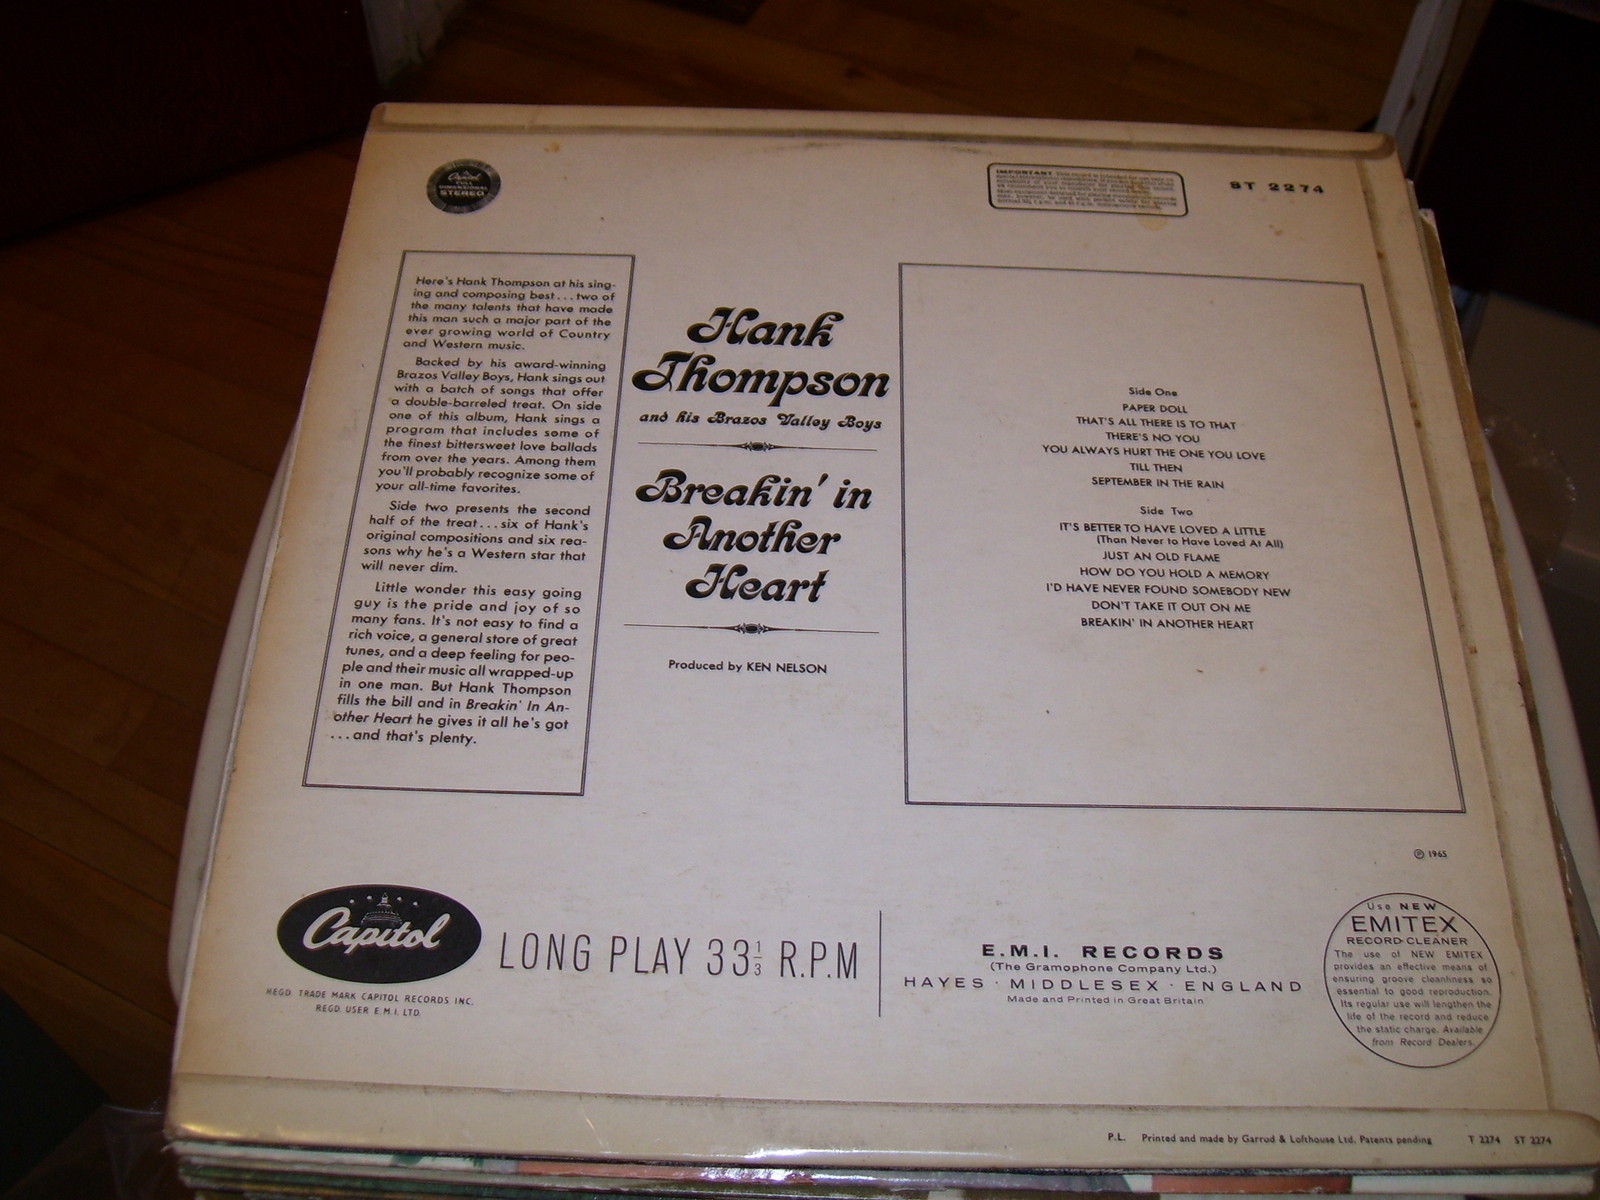 Capitol
FULL
DIMENSIONAL
STEREO
IMPORTANT This record is intended for use only on
ST 2274
Here's Hank Thompson at his sing-
ing and composing best...two of
the many talents that have made
this man such a major part of the
ever growing world of Country
and Western music.
Backed by his award-winning
Brazos Valley Boys, Hank sings out
with a batch of songs that offer
a double-barreled treat. On side
one of this album, Hank sings a
program that includes some of
the finest bittersweet love ballads
from over the years. Among them
you'll probably recognize some of
your all-time favorites.
Side two presents the second
half of the treat...six of Hank's
original compositions and six rea-
sons why he's a Western star that
will never dim.
Little wonder this easy going
guy is the pride and joy of so
many fans. It's not easy to find a
rich voice, a general store of great
tunes, and a deep feeling for peo-
ple and their music all wrapped-up
in one man. But Hank Thompson
fills the bill and in Breakin' In An-
other Heart he gives it all he's got
...and that's plenty.
Hank
Thompson
and his Brazos Valley Boys
Breakin' in
Another
Heart
Produced by KEN NELSON
Side One
PAPER DOLL
THAT'S ALL THERE IS TO THAT
THERE'S NO YOU
YOU ALWAYS HURT THE ONE YOU LOVE
TILL THEN
SEPTEMBER IN THE RAIN
Side Two
IT'S BETTER TO HAVE LOVED A LITTLE
(Than Never to Have Loved At All)
JUST AN OLD FLAME
HOW DO YOU HOLD A MEMORY
I'D HAVE NEVER FOUND SOMEBODY NEW
DON'T TAKE IT OUT ON ME
BREAKIN' IN ANOTHER HEART
℗ 1965
Capitol
REGD. TRADE MARK CAPITOL RECORDS INC.
REGD. USER E.M.I. LTD.
LONG PLAY 33⅓ R.P.M
E.M.I. RECORDS
(The Gramophone Company Ltd.)
HAYES · MIDDLESEX · ENGLAND
Made and Printed in Great Britain
Use NEW
EMITEX
RECORD CLEANER
The use of NEW EMITEX
provides an effective means of
ensuring groove cleanliness so
essential to good reproduction.
Its regular use will lengthen the
life of the record and reduce
the static charge. Available
from Record Dealers.
P.L. Printed and made by Garrod & Lofthouse Ltd. Patents pending T 2274 ST 2274